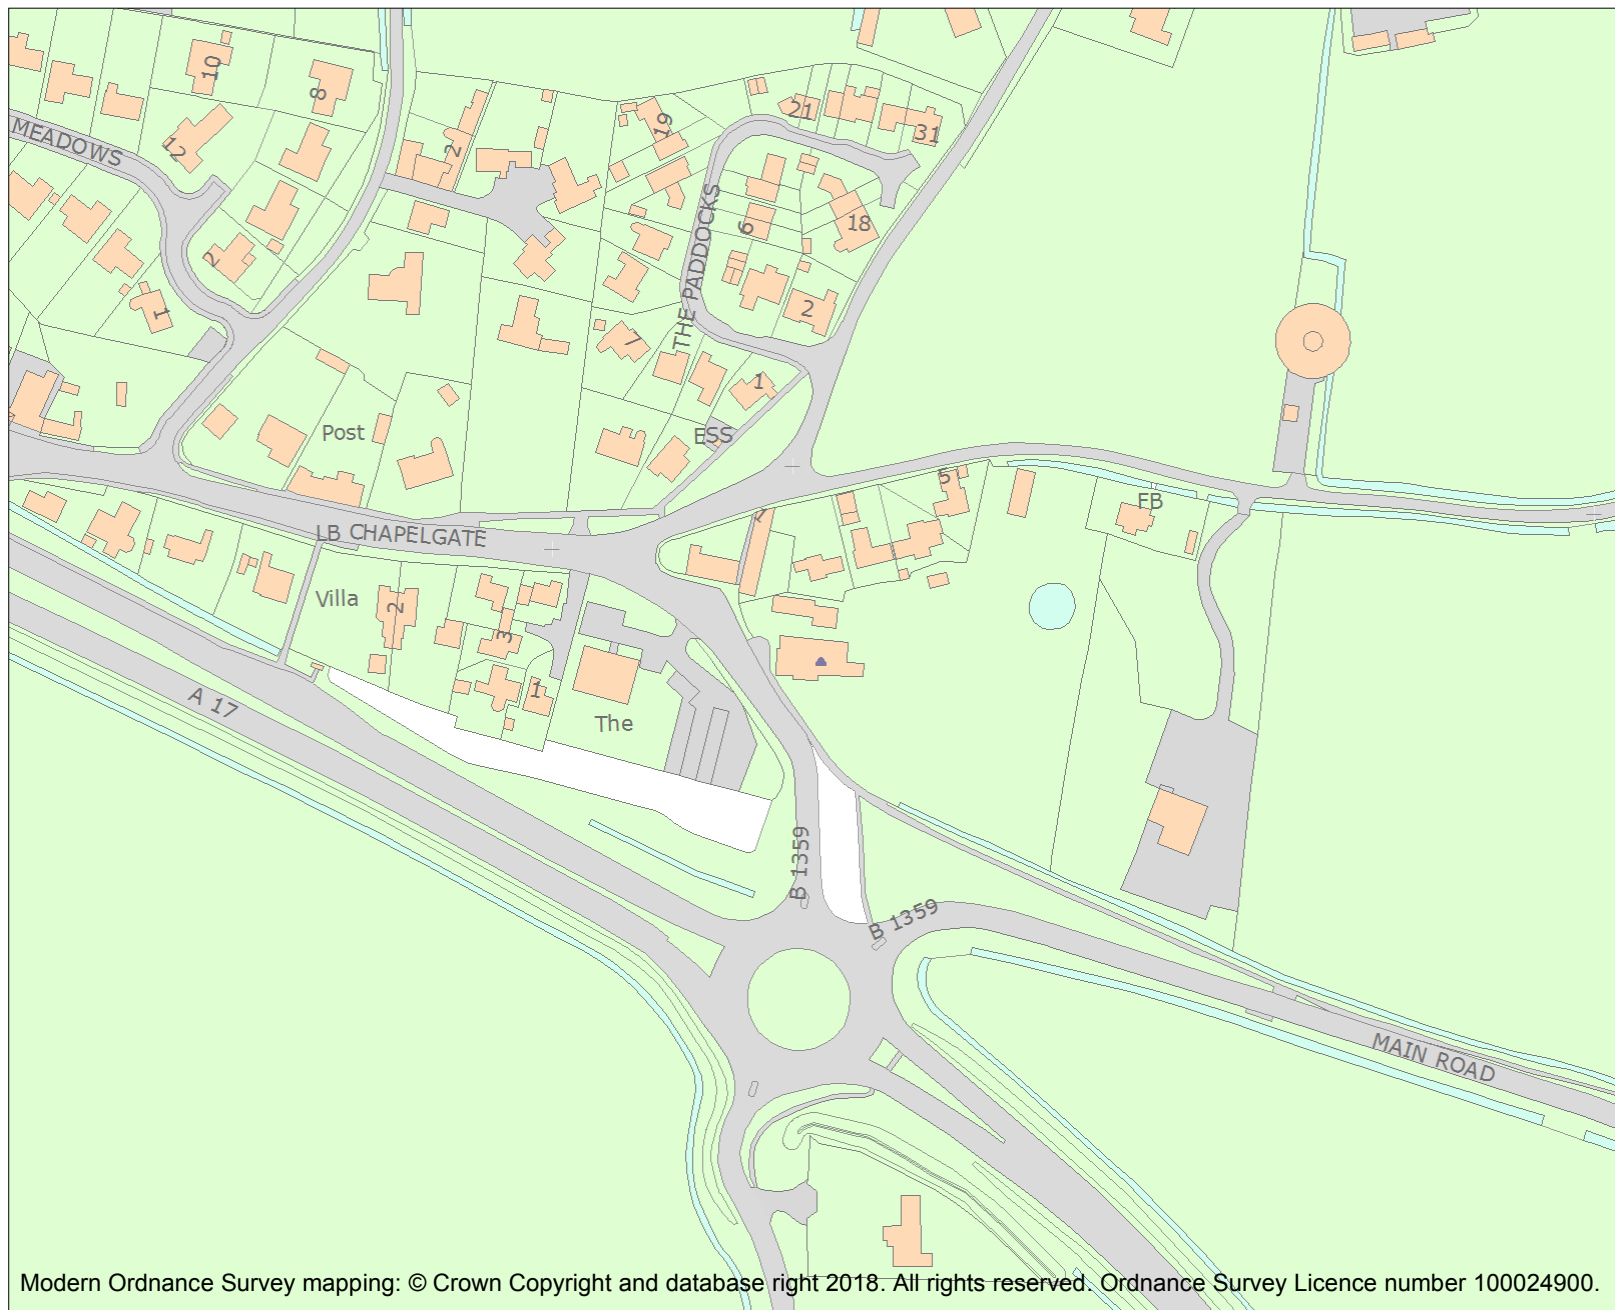 10
8
21
31
19
2
12
MEADOWS
18
6
THE PADDOCKS
2
2
1
7
1
Post
ESS
5
FB
1
LB CHAPELGATE
Villa
2
3
1
The
A 17
B 1359
B 1359
MAIN ROAD
Modern Ordnance Survey mapping: © Crown Copyright and database right 2018. All rights reserved. Ordnance Survey Licence number 100024900.